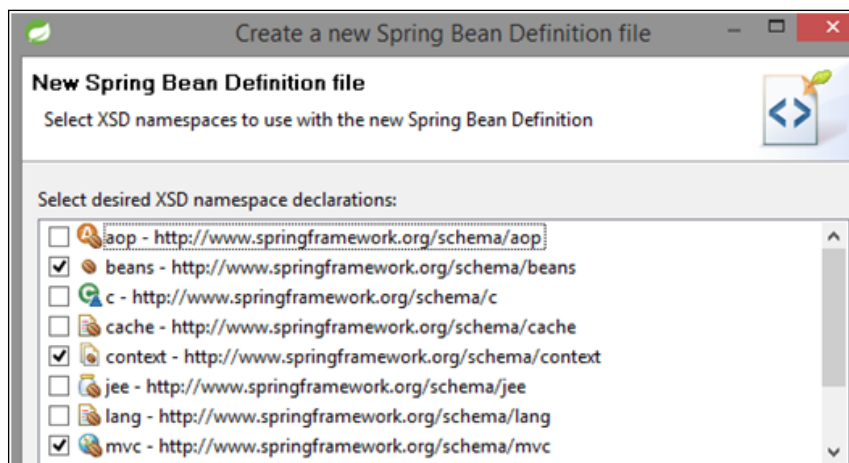 Create a new Spring Bean Definition file
New Spring Bean Definition file
Select XSD namespaces to use with the new Spring Bean Definition
Select desired XSD namespace declarations:
aop - http://www.springframework.org/schema/aop
beans - http://www.springframework.org/schema/beans
c - http://www.springframework.org/schema/c
cache - http://www.springframework.org/schema/cache
context - http://www.springframework.org/schema/context
jee - http://www.springframework.org/schema/jee
lang - http://www.springframework.org/schema/lang
mvc - http://www.springframework.org/schema/mvc